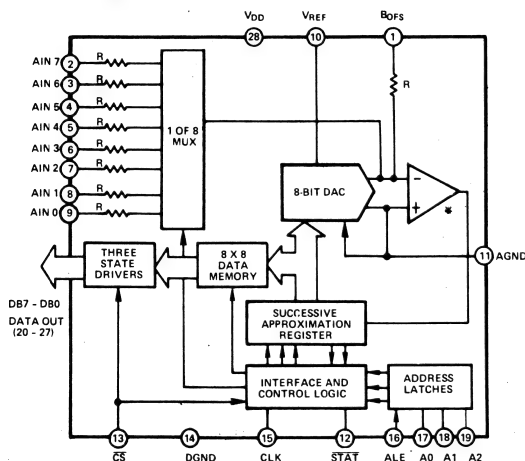 VDD
VREF
BOFS
28
10
1
AIN 7 2 R
AIN 6 3 R
AIN 5 4 R
AIN 4 5 R
AIN 3 6 R
AIN 2 7 R
AIN 1 8 R
AIN 0 9 R
1 OF 8
MUX
R
8-BIT DAC
−
+
*
11 AGND
THREE
STATE
DRIVERS
8 X 8
DATA
MEMORY
DB7 - DB0
DATA OUT
(20 - 27)
SUCCESSIVE
APPROXIMATION
REGISTER
INTERFACE AND
CONTROL LOGIC
ADDRESS
LATCHES
13
14
15
12
16
17
18
19
CS
DGND
CLK
STAT
ALE
A0
A1
A2